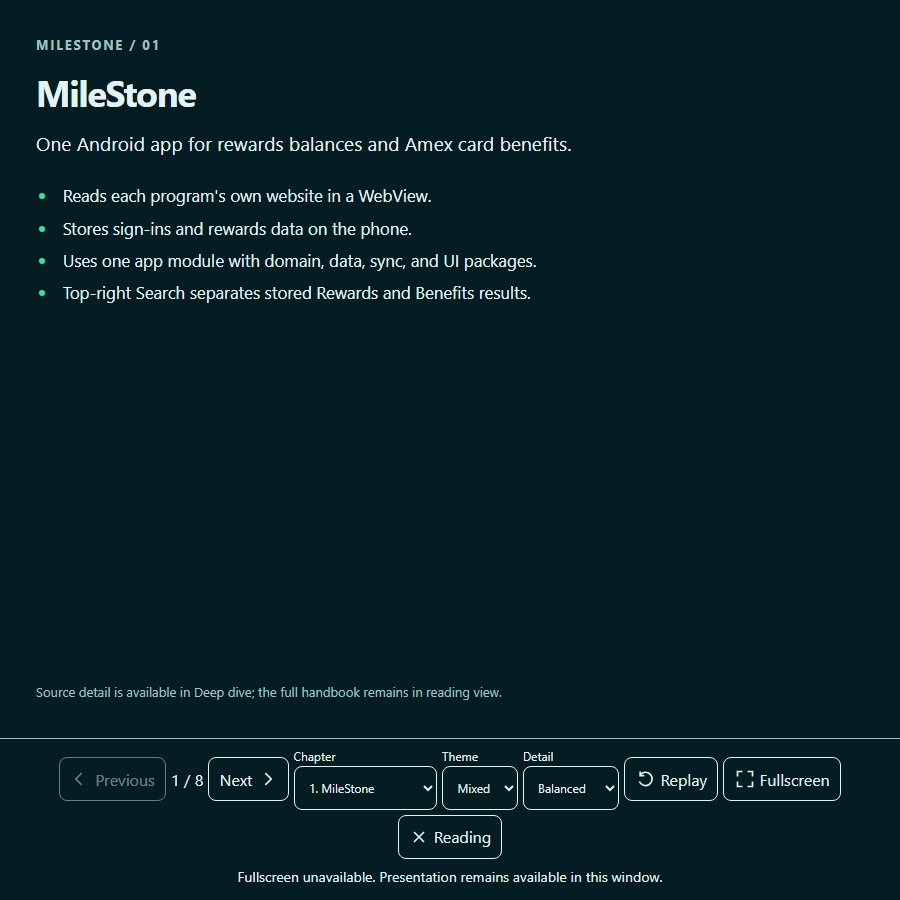 MILESTONE / 01
MileStone
One Android app for rewards balances and Amex card benefits.
Reads each program's own website in a WebView.
Stores sign-ins and rewards data on the phone.
Uses one app module with domain, data, sync, and UI packages.
Top-right Search separates stored Rewards and Benefits results.
Source detail is available in Deep dive; the full handbook remains in reading view.
Chapter Theme Detail
Previous 1 / 8 Next 1. MileStone Mixed Balanced Replay Fullscreen
Reading
Fullscreen unavailable. Presentation remains available in this window.